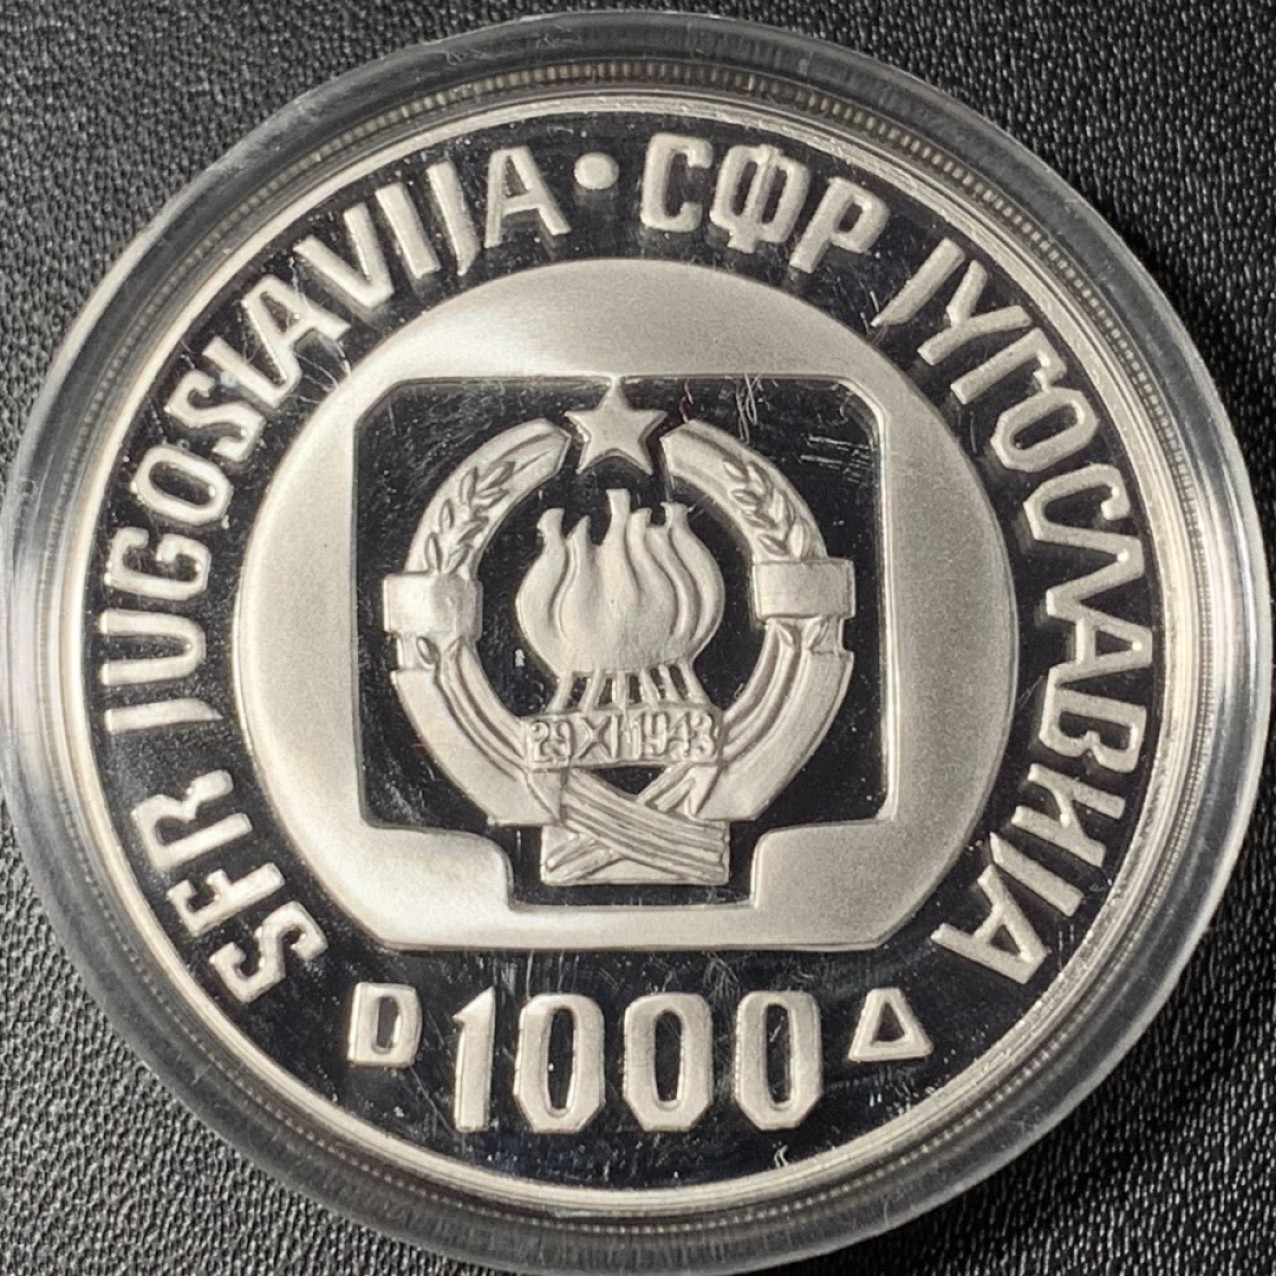 SFR JUGOSLAVIJA • СФР ЈУГОСЛАВИЈА
29·XI·1943
D 1000 Д